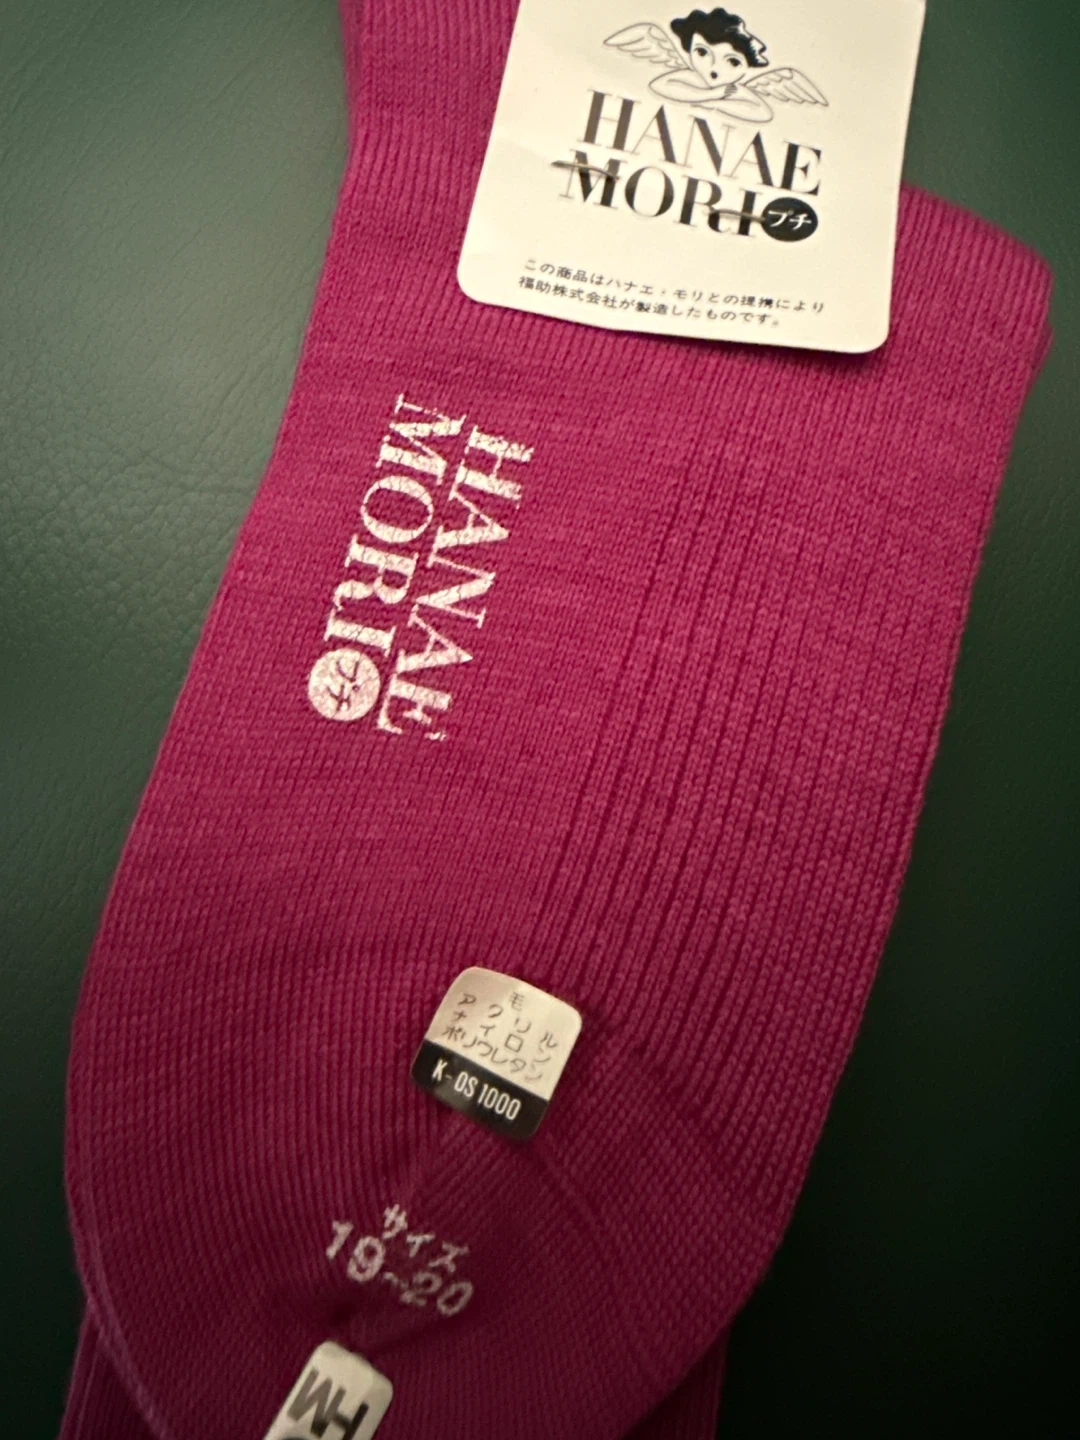 HANAE
MORI プチ
この商品はハナエ・モリとの提携により
福助株式会社が製造したものです。
HANAE
MORI プチ
毛
アクリル
ナイロン
ポリウレタン
K-OS1000
サイズ
19~20
HM